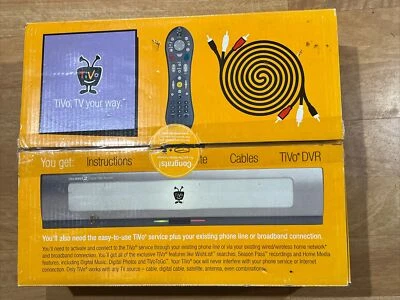 TiVo
TiVo, TV your way.
Congrats!
You get: Instructions Cables TiVo® DVR
You'll also need the easy-to-use TiVo® service plus your existing phone line or broadband connection.
You'll need to activate and connect to the TiVo® service through your existing phone line or via your existing wired/wireless home network
and broadband connection. You'll get all of the exclusive TiVo® features like WishList™ searches, Season Pass™ recordings and Home Media
features, including Digital Music, Digital Photos and TiVoToGo™. Your TiVo® box will never interfere with your phone service or Internet
connection. Only TiVo® works with any TV source – cable, digital cable, satellite, antenna, even combinations.